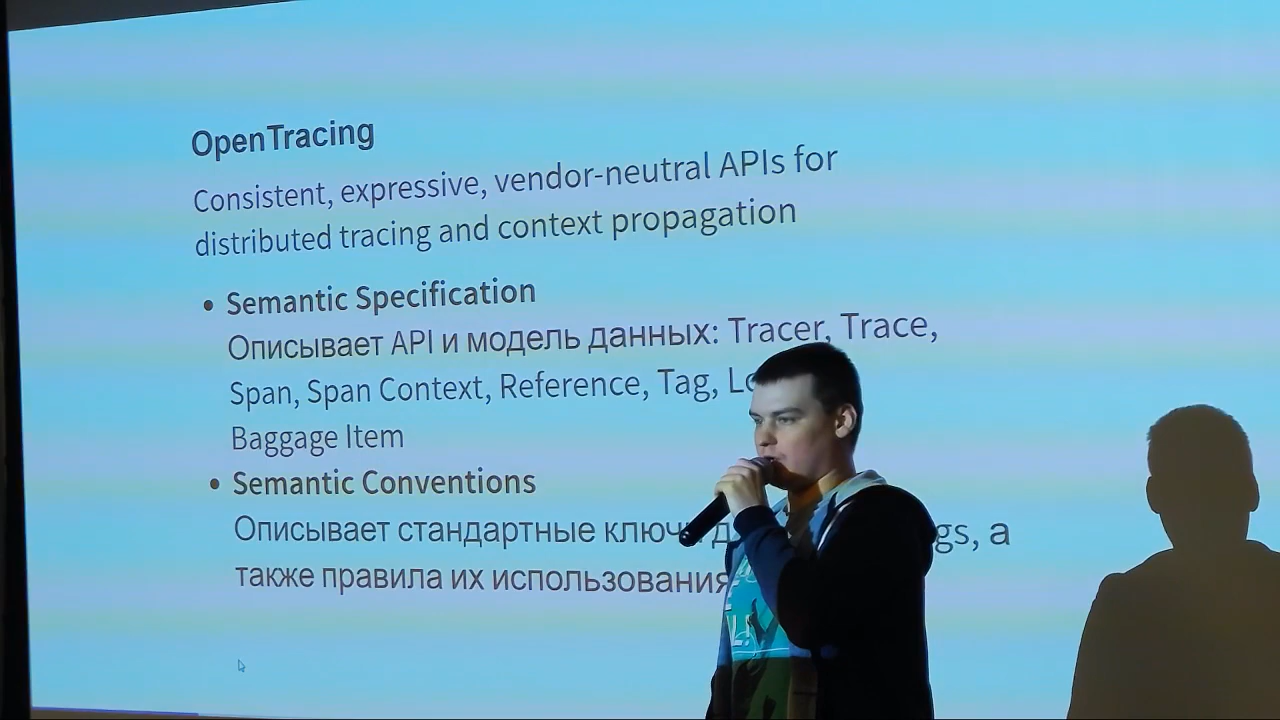 OpenTracing
Consistent, expressive, vendor-neutral APIs for
distributed tracing and context propagation
• Semantic Specification
Описывает API и модель данных: Tracer, Trace,
Span, Span Context, Reference, Tag,
Baggage Item
• Semantic Conventions
Описывает стандартные а
также правила их использования